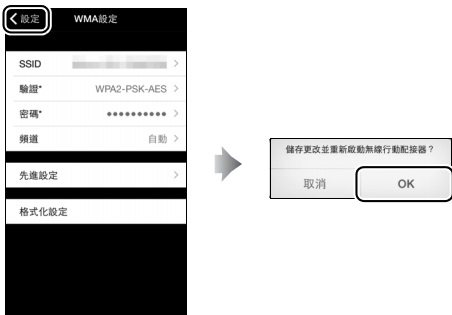 設定
WMA設定
SSID
驗證*
WPA2-PSK-AES
密碼*
●●●●●●●●●●
頻道
自動
先進設定
格式化設定
儲存更改並重新啟動無線行動配接器？
取消
OK